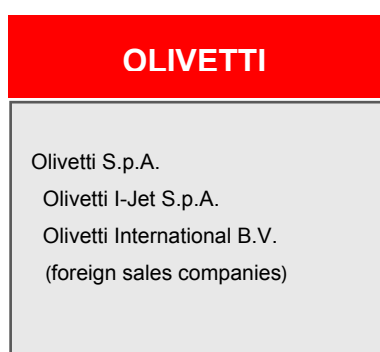 OLIVETTI
Olivetti S.p.A.
Olivetti I-Jet S.p.A.
Olivetti International B.V.
(foreign sales companies)